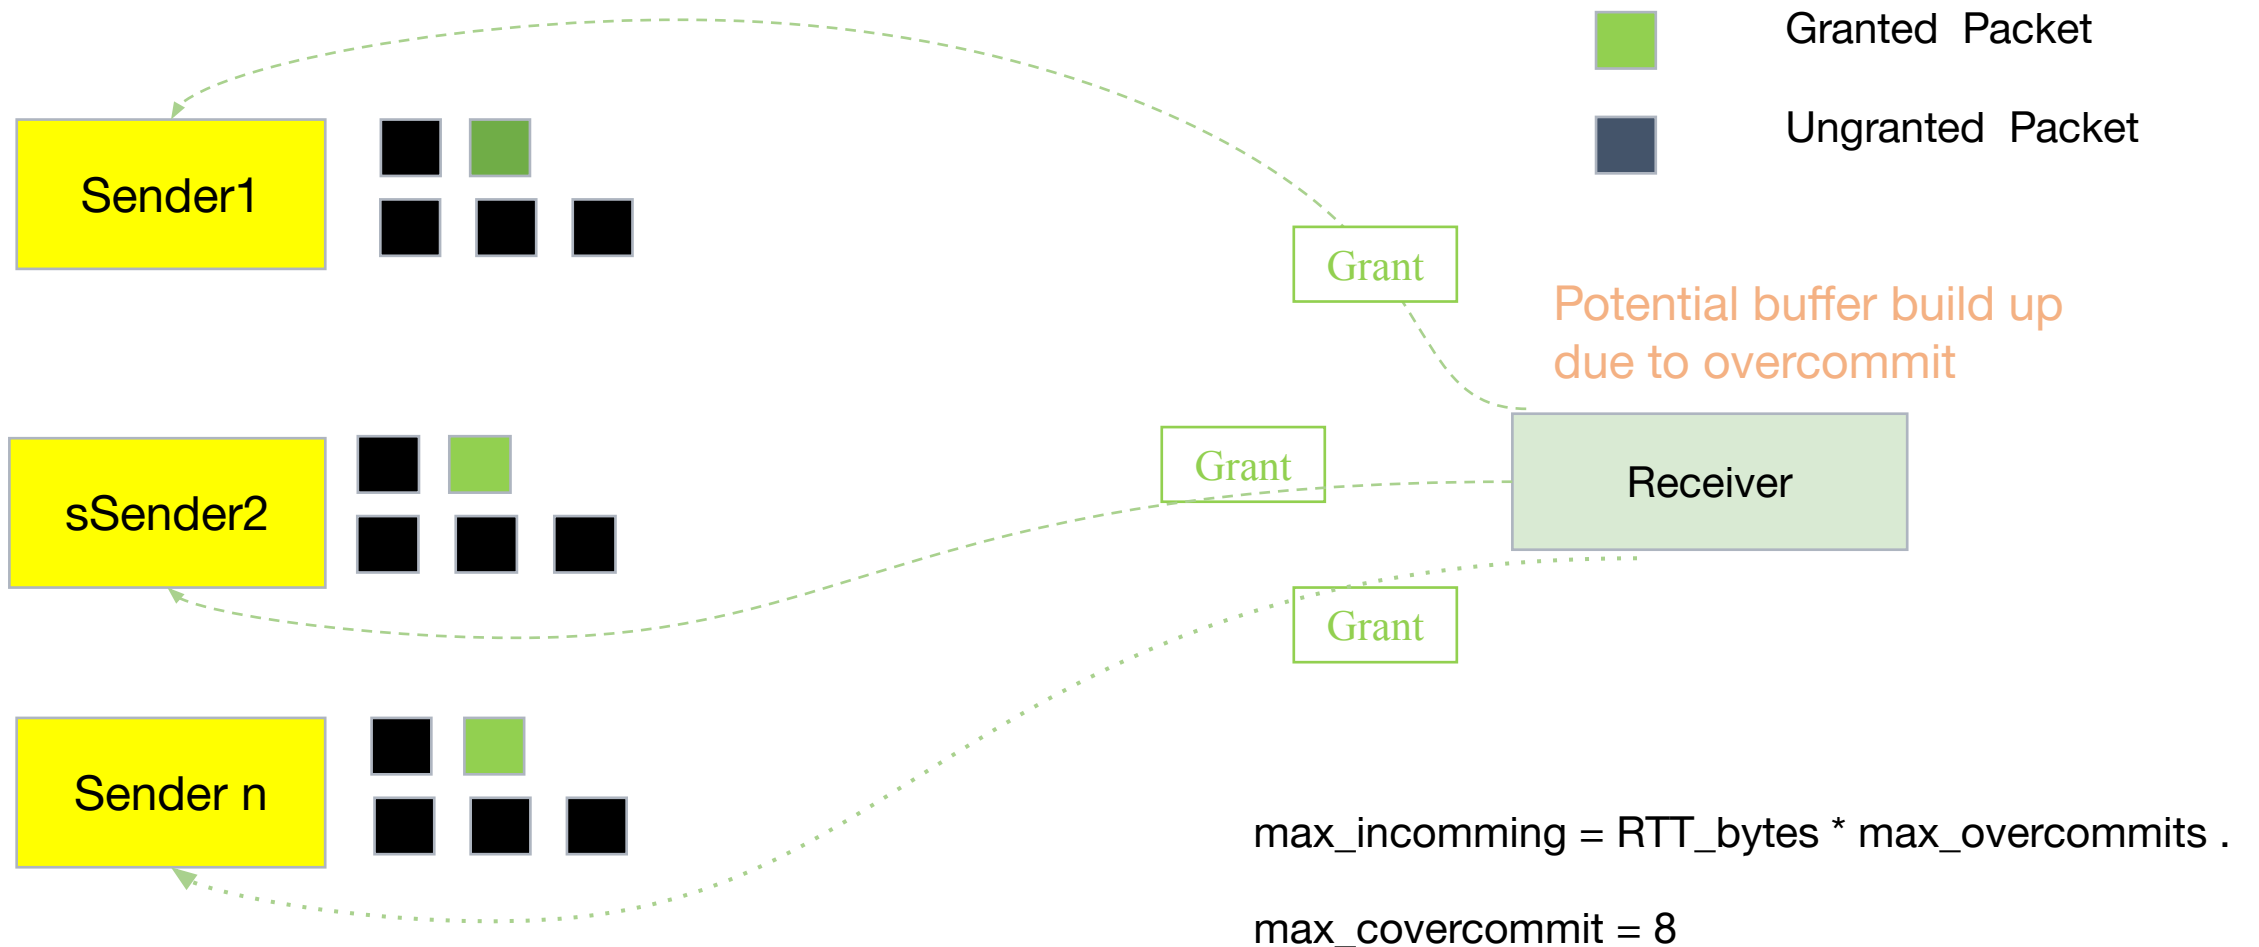 Granted Packet
Ungranted Packet
Sender1
Grant
Potential buffer build up
due to overcommit
Grant
Receiver
sSender2
Grant
Sender n
max_incomming = RTT_bytes * max_overcommits .
max_covercommit = 8